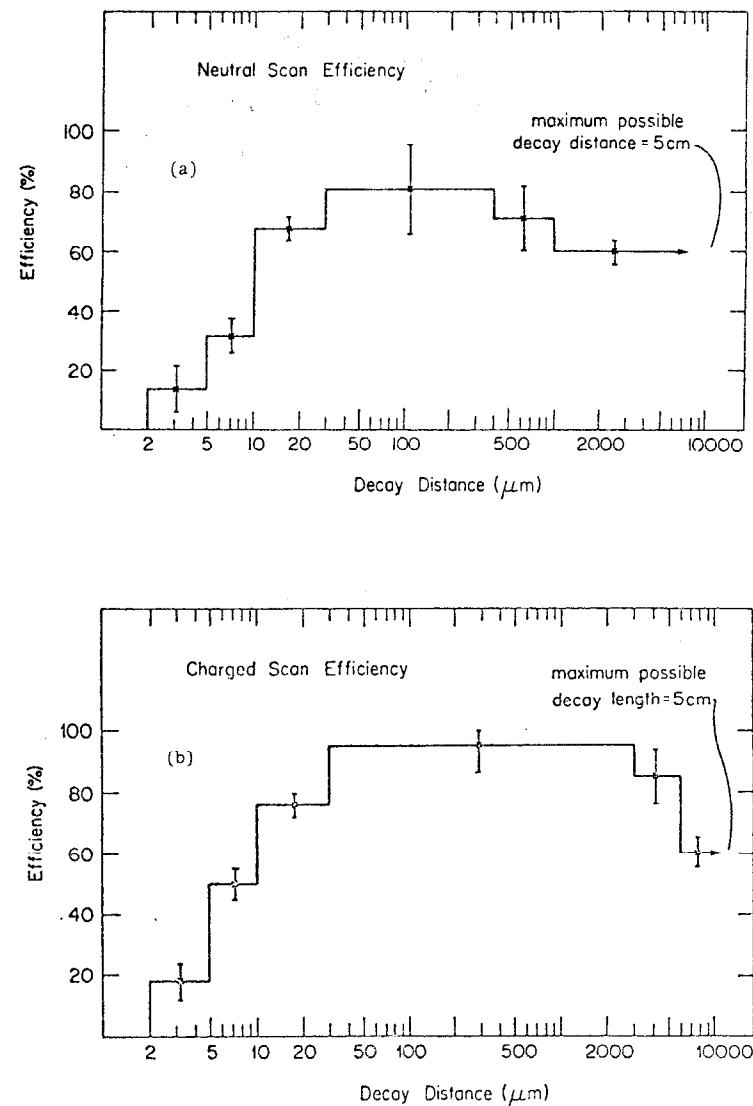 Neutral Scan Efficiency
maximum possible
decay distance = 5cm
(a)
Efficiency (%)
100
80
60
40
20
2 5 10 20 50 100 500 2000 10000
Decay Distance (μm)
Charged Scan Efficiency
maximum possible
decay length = 5cm
(b)
Efficiency (%)
100
80
60
40
20
2 5 10 20 50 100 500 2000 10000
Decay Distance (μm)